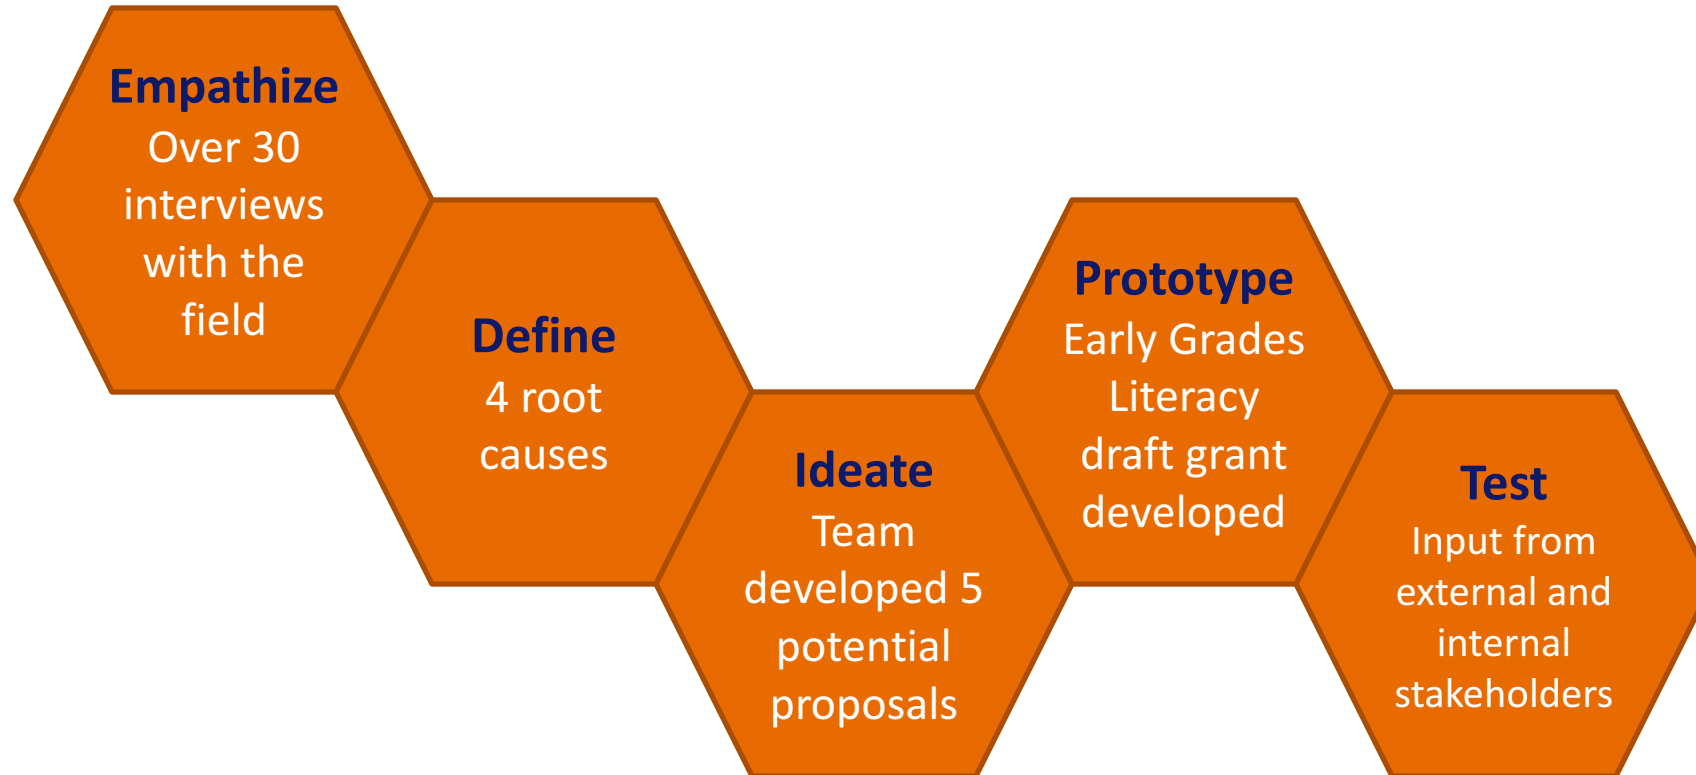 Empathize
Over 30
interviews
with the
field
Define
4 root
causes
Ideate
Team
developed 5
potential
proposals
Prototype
Early Grades
Literacy
draft grant
developed
Test
Input from
external and
internal
stakeholders